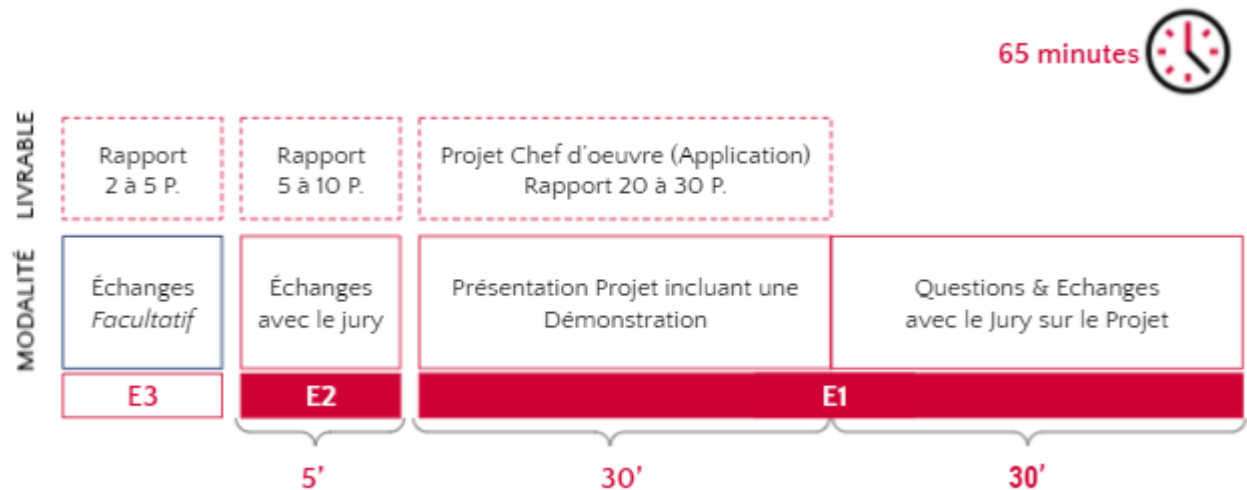 65 minutes
LIVRABLE
Rapport
2 à 5 P.
Rapport
5 à 10 P.
Projet Chef d'oeuvre (Application)
Rapport 20 à 30 P.
MODALITÉ
Échanges
Facultatif
Échanges
avec le jury
Présentation Projet incluant une
Démonstration
Questions & Echanges
avec le Jury sur le Projet
E3
E2
E1
5'
30'
30'